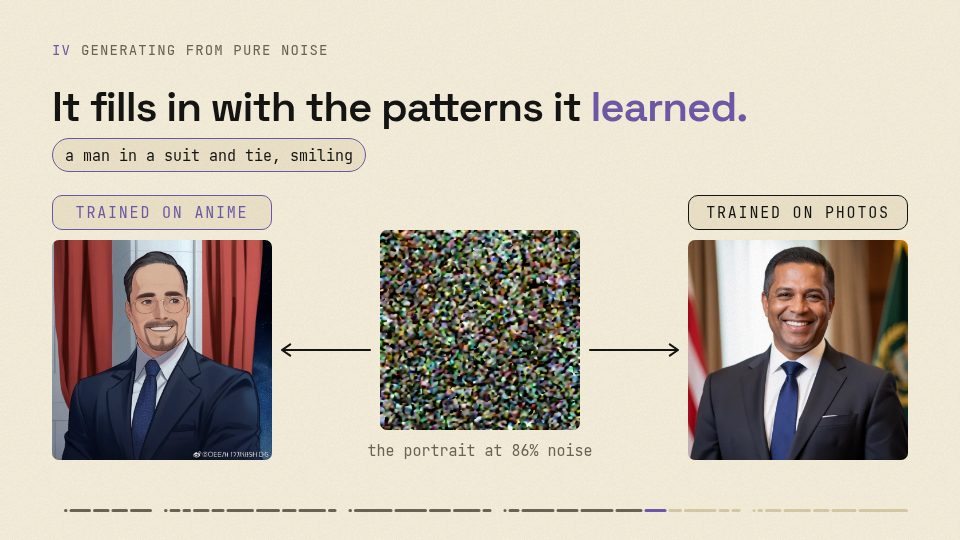 IV GENERATING FROM PURE NOISE
It fills in with the patterns it learned.
a man in a suit and tie, smiling
TRAINED ON ANIME
TRAINED ON PHOTOS
the portrait at 86% noise